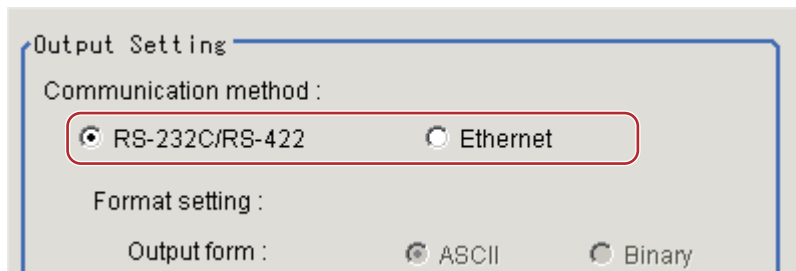 Output Setting
Communication method :
RS-232C/RS-422 Ethernet
Format setting :
Output form : ASCII Binary